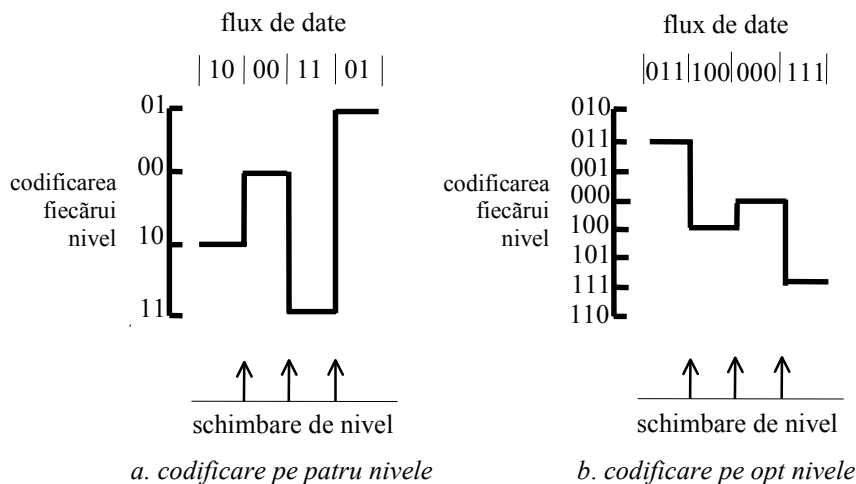 flux de date
10 00 11 01
01
00
10
11
codificarea
fiecãrui
nivel
schimbare de nivel
a. codificare pe patru nivele
flux de date
011 100 000 111
010
011
001
000
100
101
111
110
codificarea
fiecãrui
nivel
schimbare de nivel
b. codificare pe opt nivele